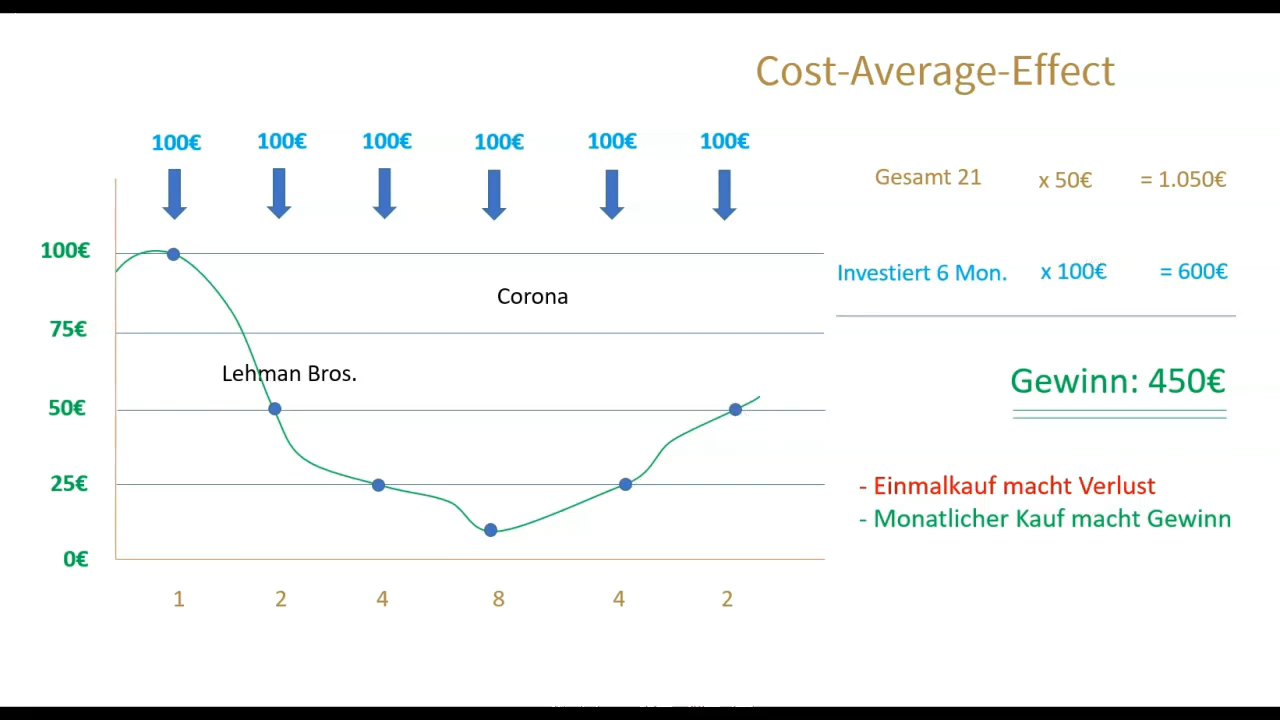 Cost-Average-Effect
100€ 100€ 100€ 100€ 100€ 100€
Gesamt 21 x 50€ = 1.050€
100€
Investiert 6 Mon. x 100€ = 600€
Corona
75€
Lehman Bros.
Gewinn: 450€
50€
25€
- Einmalkauf macht Verlust
- Monatlicher Kauf macht Gewinn
0€
1 2 4 8 4 2